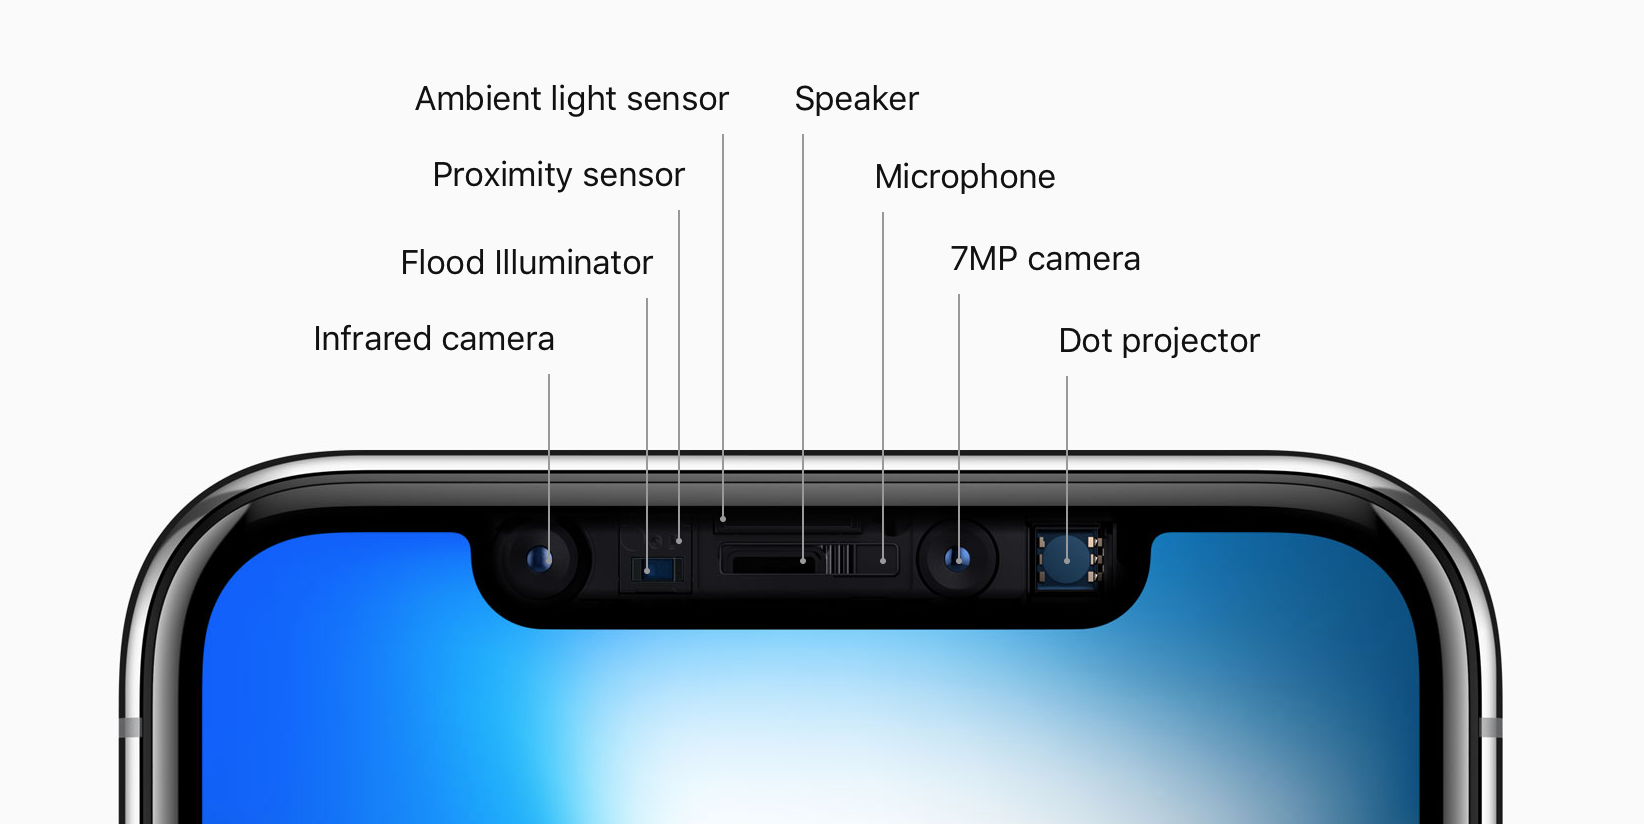 Ambient light sensor
Speaker
Proximity sensor
Microphone
Flood Illuminator
7MP camera
Infrared camera
Dot projector